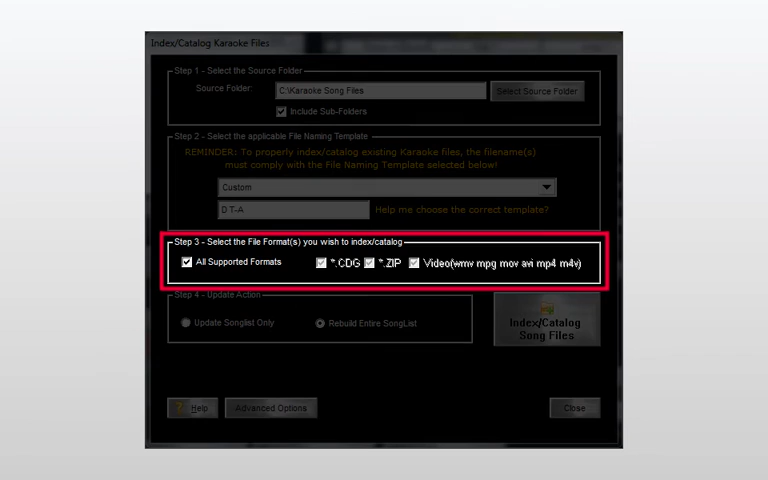 Index/Catalog Karaoke Files
Step 1 - Select the Source Folder
Source Folder:
C:\Karaoke Song Files
Select Source Folder
Include Sub-Folders
Step 2 - Select the applicable File Naming Template
REMINDER: To properly index/catalog existing Karaoke files, the filename(s)
must comply with the File Naming Template selected below!
Custom
D T-A
Help me choose the correct template?
Step 3 - Select the File Format(s) you wish to index/catalog
All Supported Formats
*.CDG
*.ZIP
Video(wmv mpg mov avi mp4 m4v)
Step 4 - Update Action
Update Songlist Only
Rebuild Entire SongList
Index/Catalog
Song Files
? Help
Advanced Options
Close